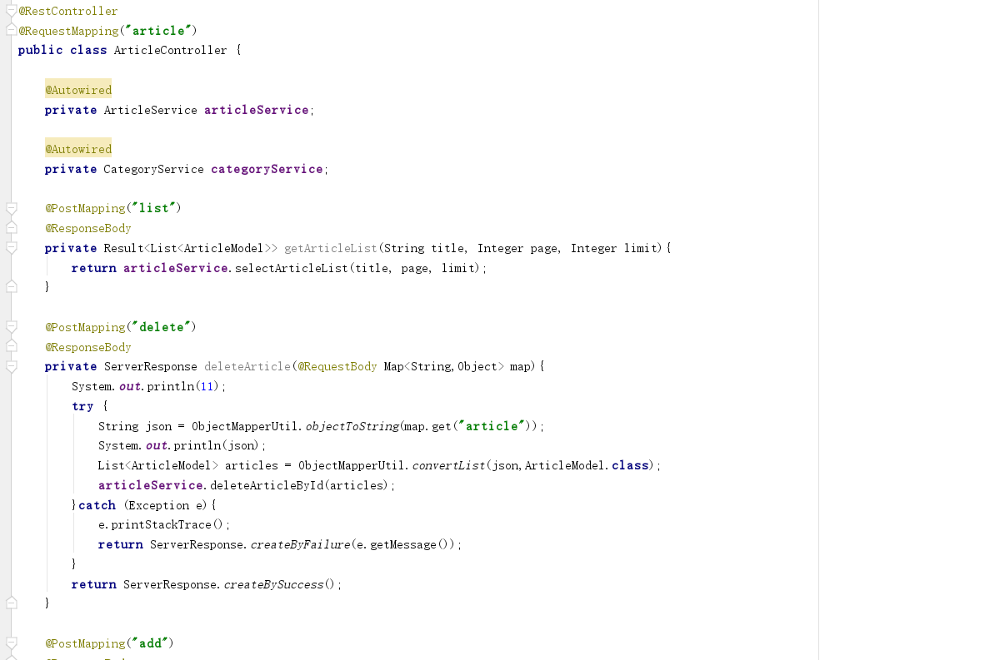 @RestController
@RequestMapping("article")
public class ArticleController {
@Autowired
private ArticleService articleService;
@Autowired
private CategoryService categoryService;
@PostMapping("list")
@ResponseBody
private Result<List<ArticleModel>> getArticleList(String title, Integer page, Integer limit){
return articleService.selectArticleList(title, page, limit);
}
@PostMapping("delete")
@ResponseBody
private ServerResponse deleteArticle(@RequestBody Map<String,Object> map){
System.out.println(11);
try {
String json = ObjectMapperUtil.objectToString(map.get("article"));
System.out.println(json);
List<ArticleModel> articles = ObjectMapperUtil.convertList(json,ArticleModel.class);
articleService.deleteArticleById(articles);
}catch (Exception e){
e.printStackTrace();
return ServerResponse.createByFailure(e.getMessage());
}
return ServerResponse.createBySuccess();
}
@PostMapping("add")